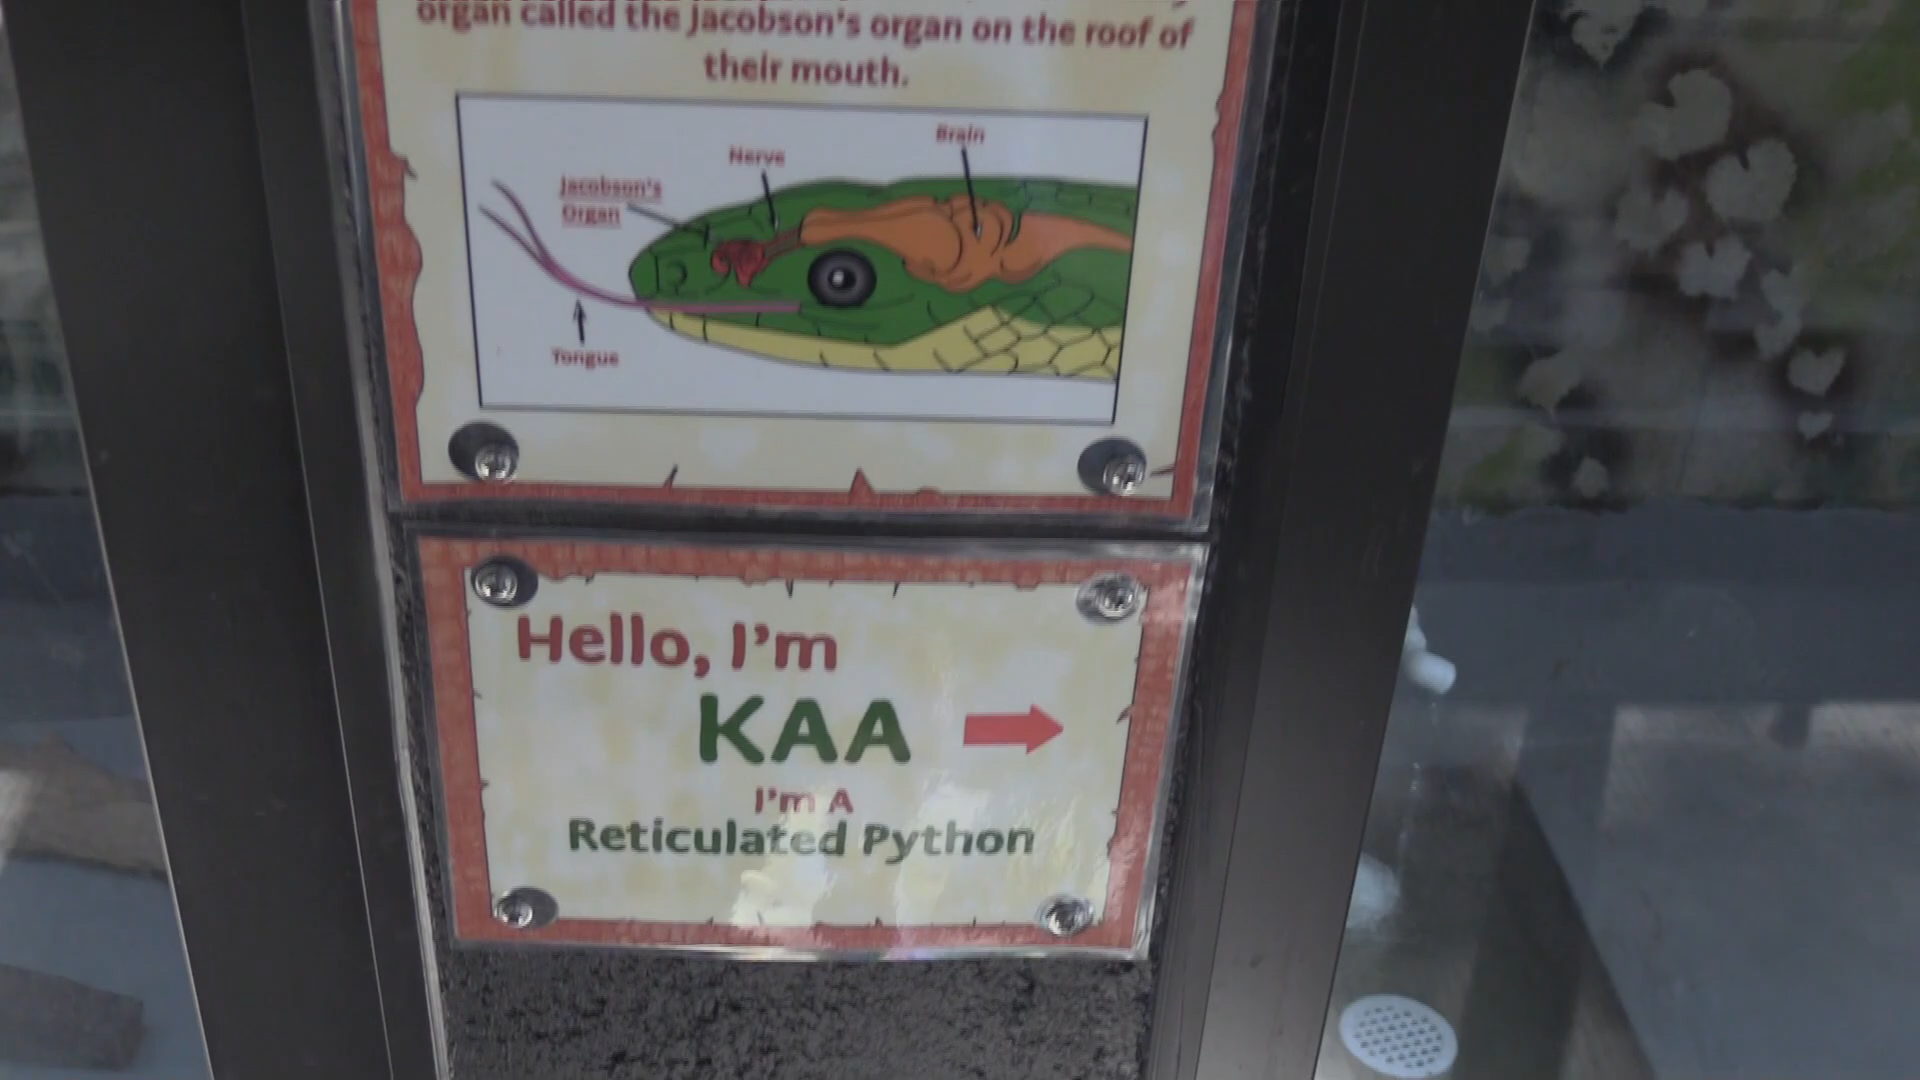 organ called the Jacobson's organ on the roof of
their mouth.
Brain
Nerve
Jacobson's
Organ
Tongue
Hello, I'm
KAA
I'm A
Reticulated Python